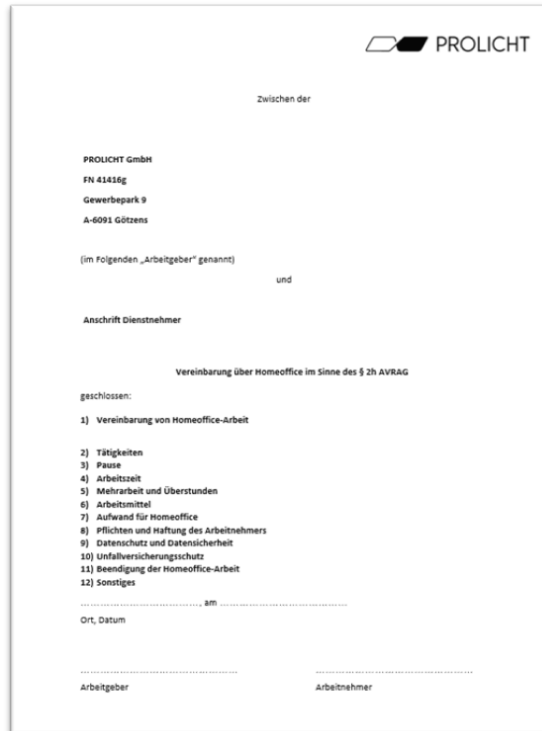 PROLICHT
Zwischen der
PROLICHT GmbH
FN 41416g
Gewerbepark 9
A-6091 Götzens
(im Folgenden „Arbeitgeber" genannt)
und
Anschrift Dienstnehmer
Vereinbarung über Homeoffice im Sinne des § 2h AVRAG
geschlossen:
1) Vereinbarung von Homeoffice-Arbeit
2) Tätigkeiten
3) Pause
4) Arbeitszeit
5) Mehrarbeit und Überstunden
6) Arbeitsmittel
7) Aufwand für Homeoffice
8) Pflichten und Haftung des Arbeitnehmers
9) Datenschutz und Datensicherheit
10) Unfallversicherungsschutz
11) Beendigung der Homeoffice-Arbeit
12) Sonstiges
................................, am ..................................
Ort, Datum
.......................................... ..........................................
Arbeitgeber Arbeitnehmer